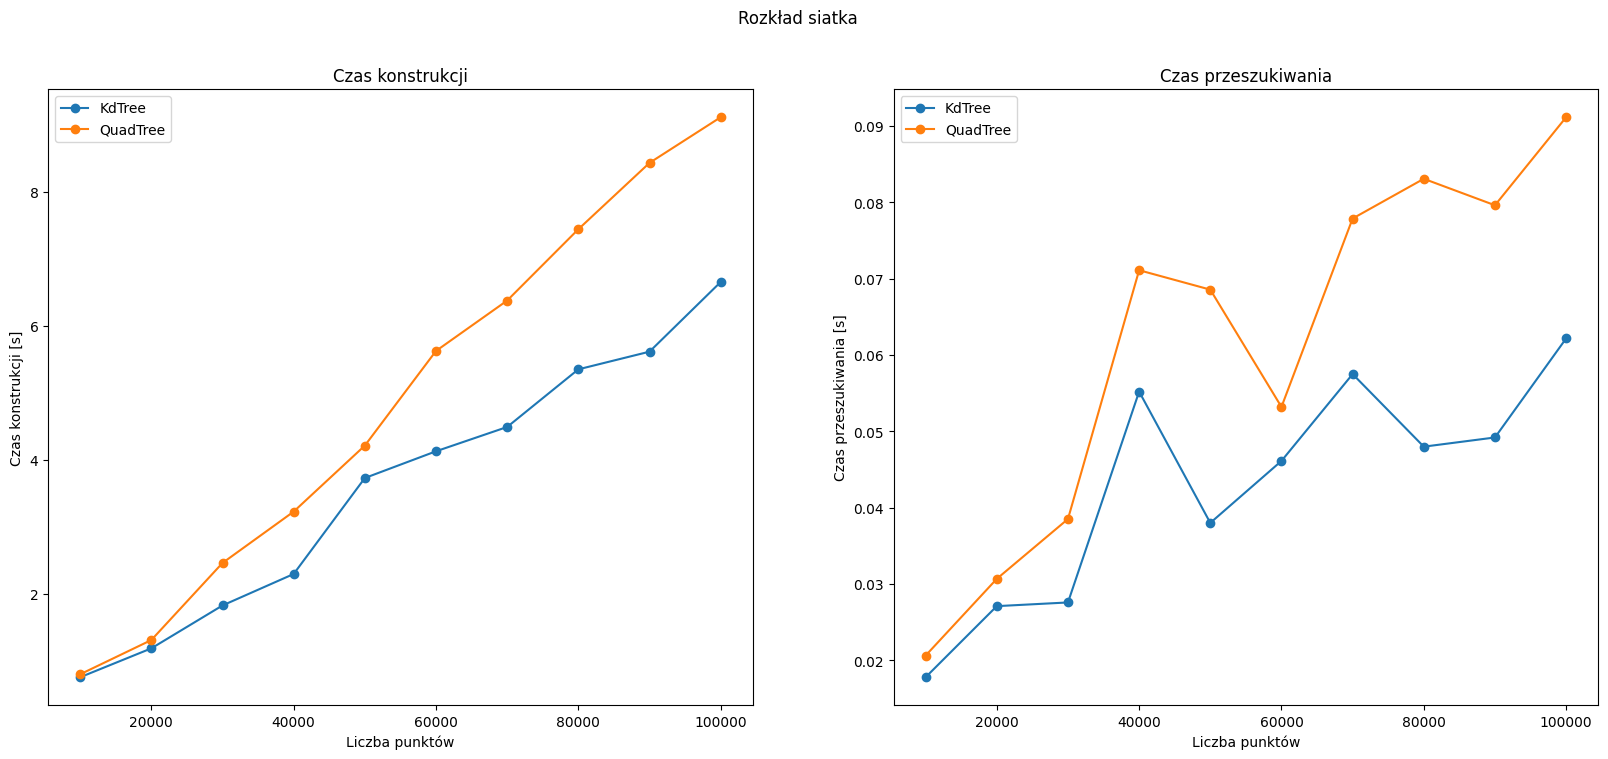 Rozkład siatka
Czas konstrukcji
KdTree
QuadTree
8
6
4
2
Czas konstrukcji [s]
20000 40000 60000 80000 100000
Liczba punktów
Czas przeszukiwania
KdTree
QuadTree
0.09
0.08
0.07
0.06
0.05
0.04
0.03
0.02
Czas przeszukiwania [s]
20000 40000 60000 80000 100000
Liczba punktów